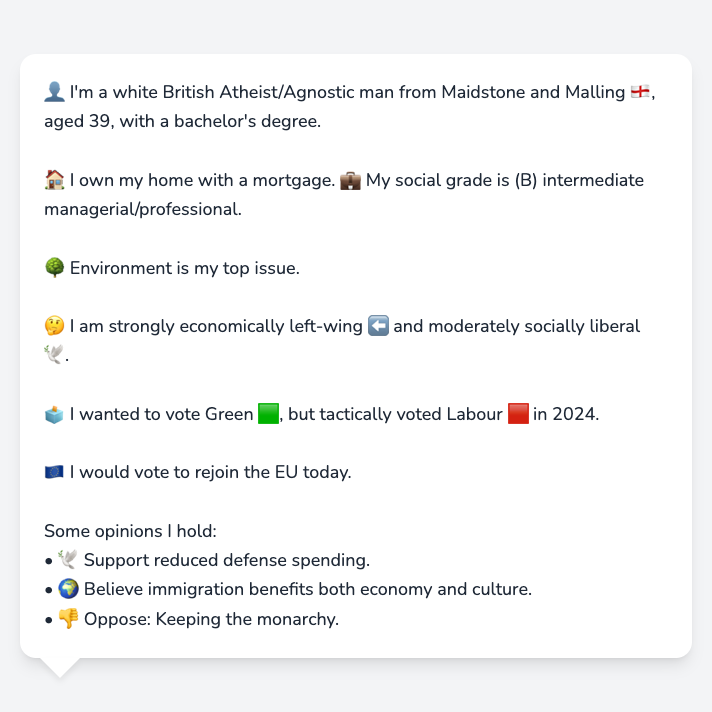 👤 I'm a white British Atheist/Agnostic man from Maidstone and Malling 🏴󠁧󠁢󠁥󠁮󠁧󠁿,
aged 39, with a bachelor's degree.
🏠 I own my home with a mortgage. 💼 My social grade is (B) intermediate
managerial/professional.
🌳 Environment is my top issue.
🤔 I am strongly economically left-wing ⬅️ and moderately socially liberal
🕊️.
🗳️ I wanted to vote Green 🟩, but tactically voted Labour 🟥 in 2024.
🇪🇺 I would vote to rejoin the EU today.
Some opinions I hold:
• 🕊️ Support reduced defense spending.
• 🌍 Believe immigration benefits both economy and culture.
• 👎 Oppose: Keeping the monarchy.